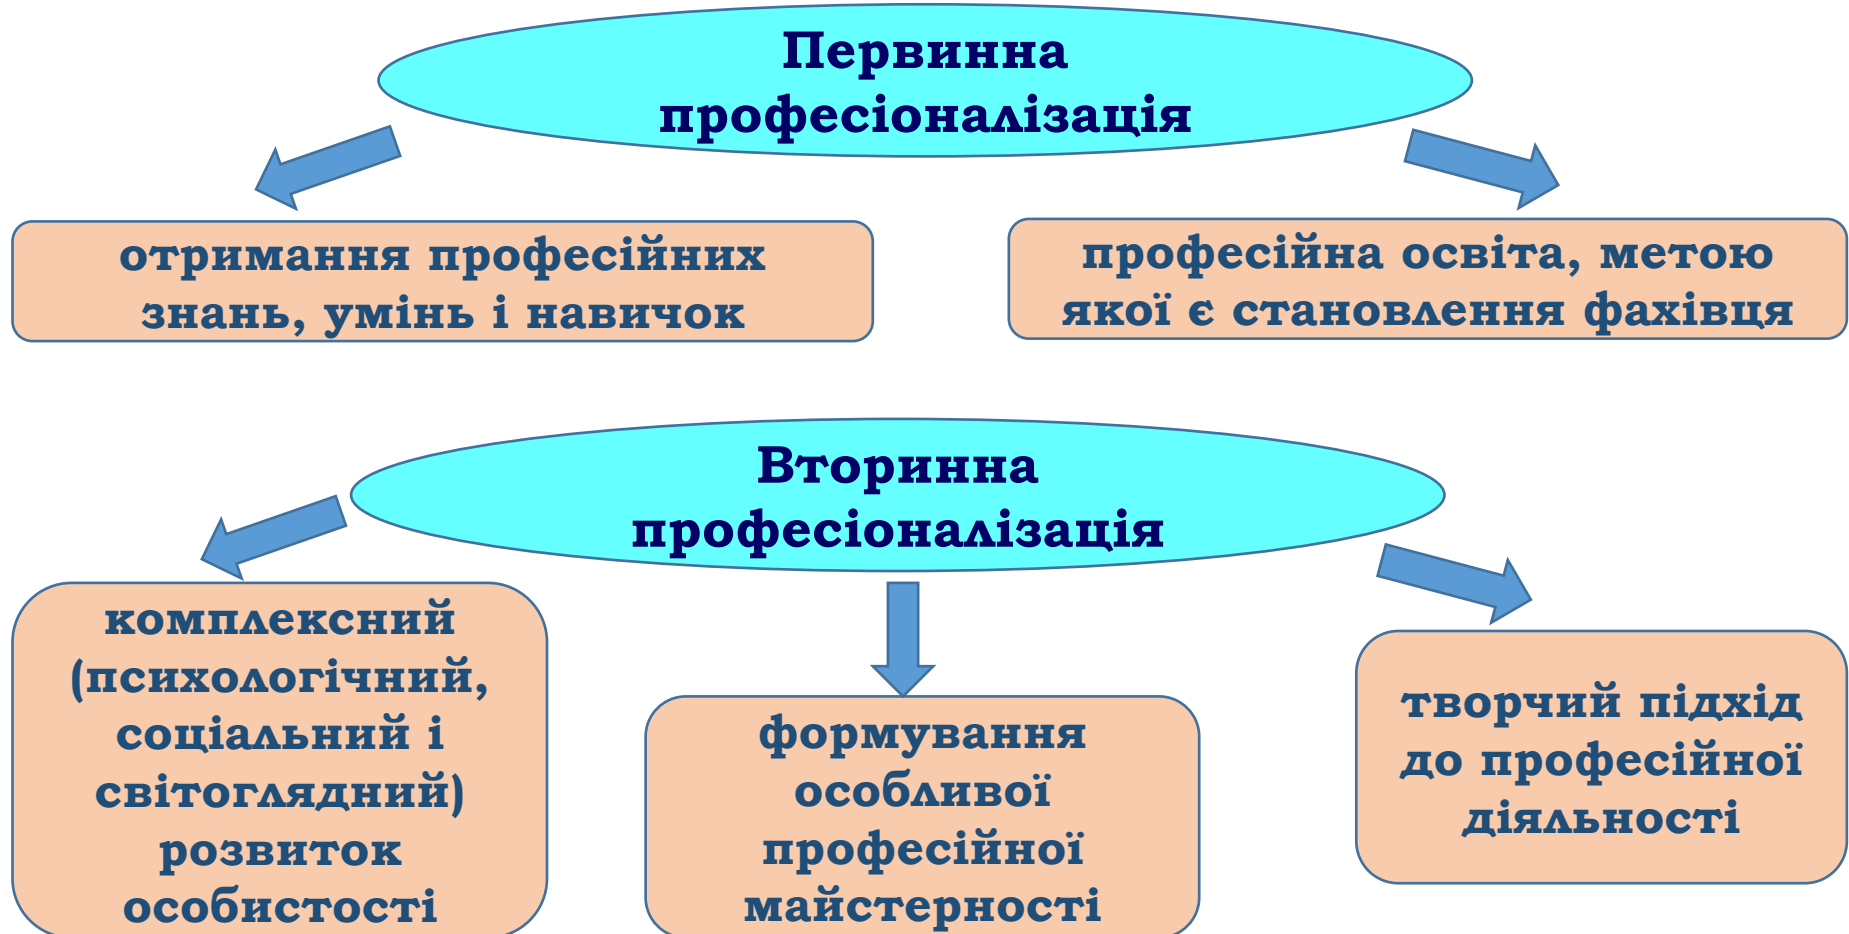 Первинна
професіоналізація
отримання професійних
знань, умінь і навичок
професійна освіта, метою
якої є становлення фахівця
Вторинна
професіоналізація
комплексний
(психологічний,
соціальний і
світоглядний)
розвиток
особистості
формування
особливої
професійної
майстерності
творчий підхід
до професійної
діяльності